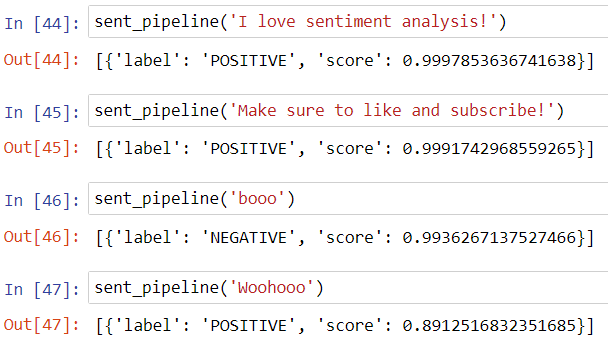 In [44]: sent_pipeline('I love sentiment analysis!')
Out[44]: [{'label': 'POSITIVE', 'score': 0.9997853636741638}]
In [45]: sent_pipeline('Make sure to like and subscribe!')
Out[45]: [{'label': 'POSITIVE', 'score': 0.9991742968559265}]
In [46]: sent_pipeline('booo')
Out[46]: [{'label': 'NEGATIVE', 'score': 0.9936267137527466}]
In [47]: sent_pipeline('Woohooo')
Out[47]: [{'label': 'POSITIVE', 'score': 0.8912516832351685}]